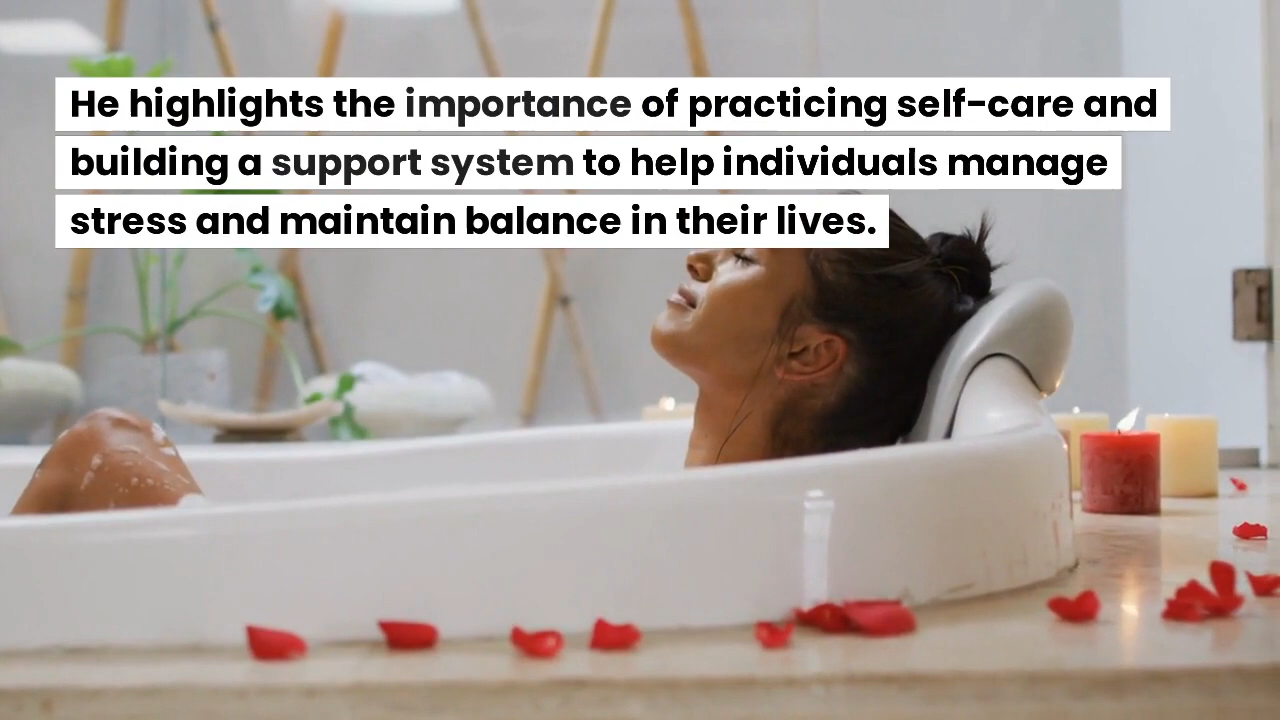 He highlights the importance of practicing self-care and
building a support system to help individuals manage
stress and maintain balance in their lives.